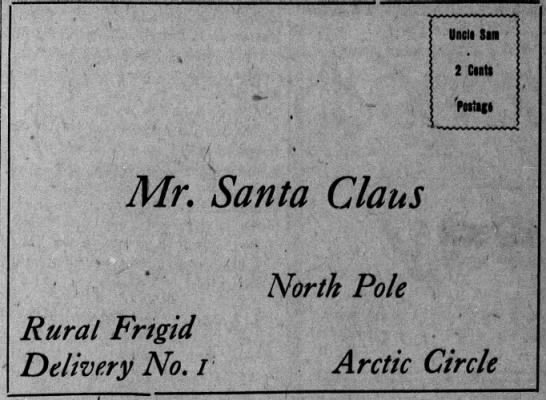 Uncle Sam
2 Cents
Postage
Mr. Santa Claus
North Pole
Rural Frigid
Delivery No. 1
Arctic Circle